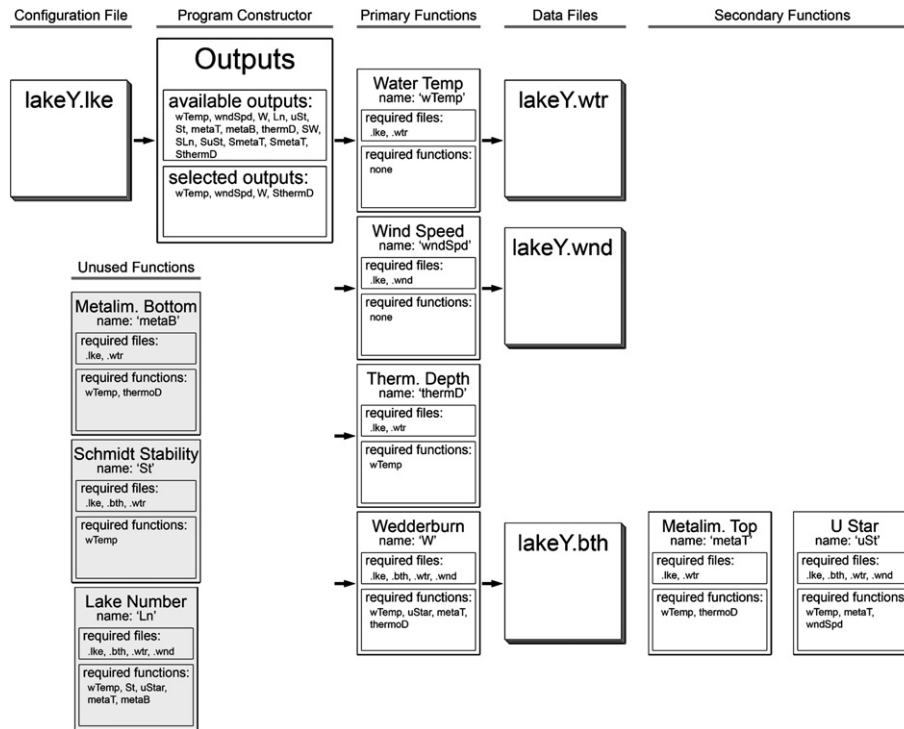 Configuration File
Program Constructor
Primary Functions
Data Files
Secondary Functions
lakeY.lke
Outputs
available outputs:
wTemp, wndSpd, W, Ln, uSt,
St, metaT, metaB, thermD, SW,
SLn, SuSt, SmetaT, SmetaT,
SthermD
selected outputs:
wTemp, wndSpd, W, SthermD
Water Temp
name: ‘wTemp’
required files:
.lke, .wtr
required functions:
none
lakeY.wtr
Wind Speed
name: ‘wndSpd’
required files:
.lke, .wnd
required functions:
none
lakeY.wnd
Therm. Depth
name: ‘thermD’
required files:
.lke, .wtr
required functions:
wTemp
Wedderburn
name: ‘W’
required files:
.lke, .bth, .wtr, .wnd
required functions:
wTemp, uStar, metaT,
thermoD
lakeY.bth
Metalim. Top
name: ‘metaT’
required files:
.lke, .wtr
required functions:
wTemp, thermoD
U Star
name: ‘uSt’
required files:
.lke, .bth, .wtr, .wnd
required functions:
wTemp, metaT,
wndSpd
Unused Functions
Metalim. Bottom
name: ‘metaB’
required files:
.lke, .wtr
required functions:
wTemp, thermoD
Schmidt Stability
name: ‘St’
required files:
.lke, .bth, .wtr
required functions:
wTemp
Lake Number
name: ‘Ln’
required files:
.lke, .bth, .wtr, .wnd
required functions:
wTemp, St, uStar,
metaT, metaB